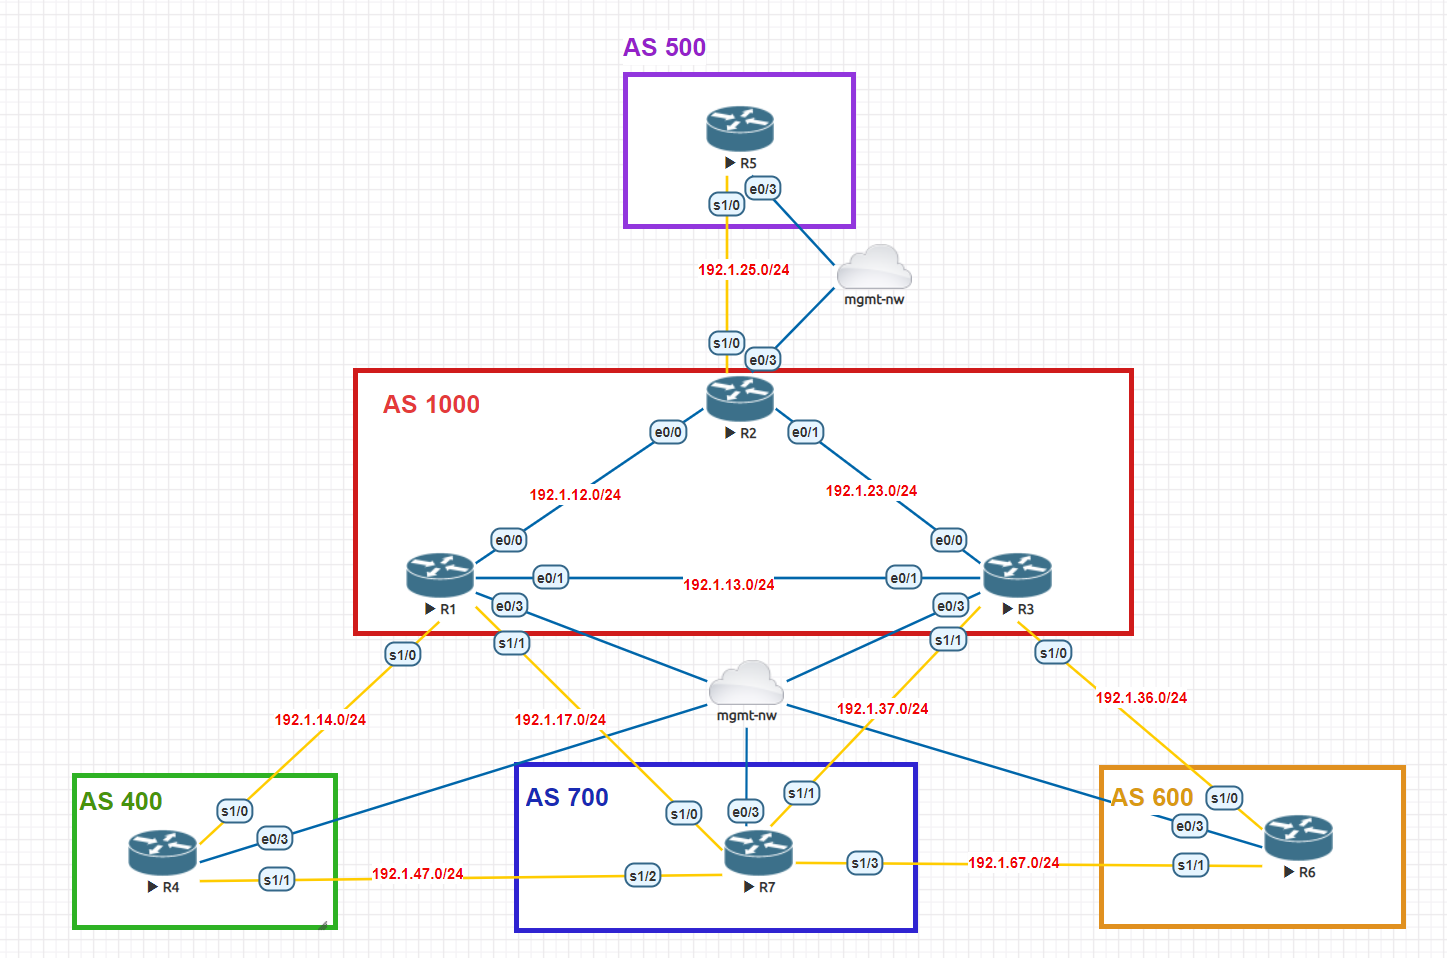 AS 500
R5
e0/3
s1/0
192.1.25.0/24
mgmt-nw
s1/0
e0/3
AS 1000
R2
e0/0
e0/1
192.1.12.0/24
192.1.23.0/24
e0/0
e0/0
e0/1
192.1.13.0/24
e0/1
R1
e0/3
e0/3
R3
s1/0
s1/1
s1/1
s1/0
192.1.14.0/24
192.1.17.0/24
mgmt-nw
192.1.37.0/24
192.1.36.0/24
AS 400
AS 700
AS 600
s1/0
e0/3
s1/0
e0/3
s1/1
s1/0
e0/3
R4
s1/1
192.1.47.0/24
s1/2
R7
s1/3
192.1.67.0/24
s1/1
R6